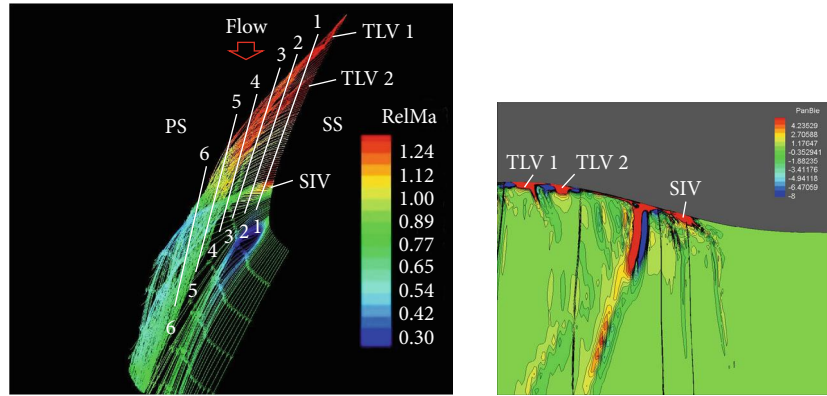 Flow
1
2
3
4
5
6
TLV 1
TLV 2
PS
SS
SIV
1
2
3
4
5
6
RelMa
1.24
1.12
1.00
0.89
0.77
0.65
0.54
0.42
0.30
PanBie
4.23529
2.70588
1.17647
-0.352941
-1.88235
-3.41176
-4.94118
-6.47059
-8
TLV 1
TLV 2
SIV